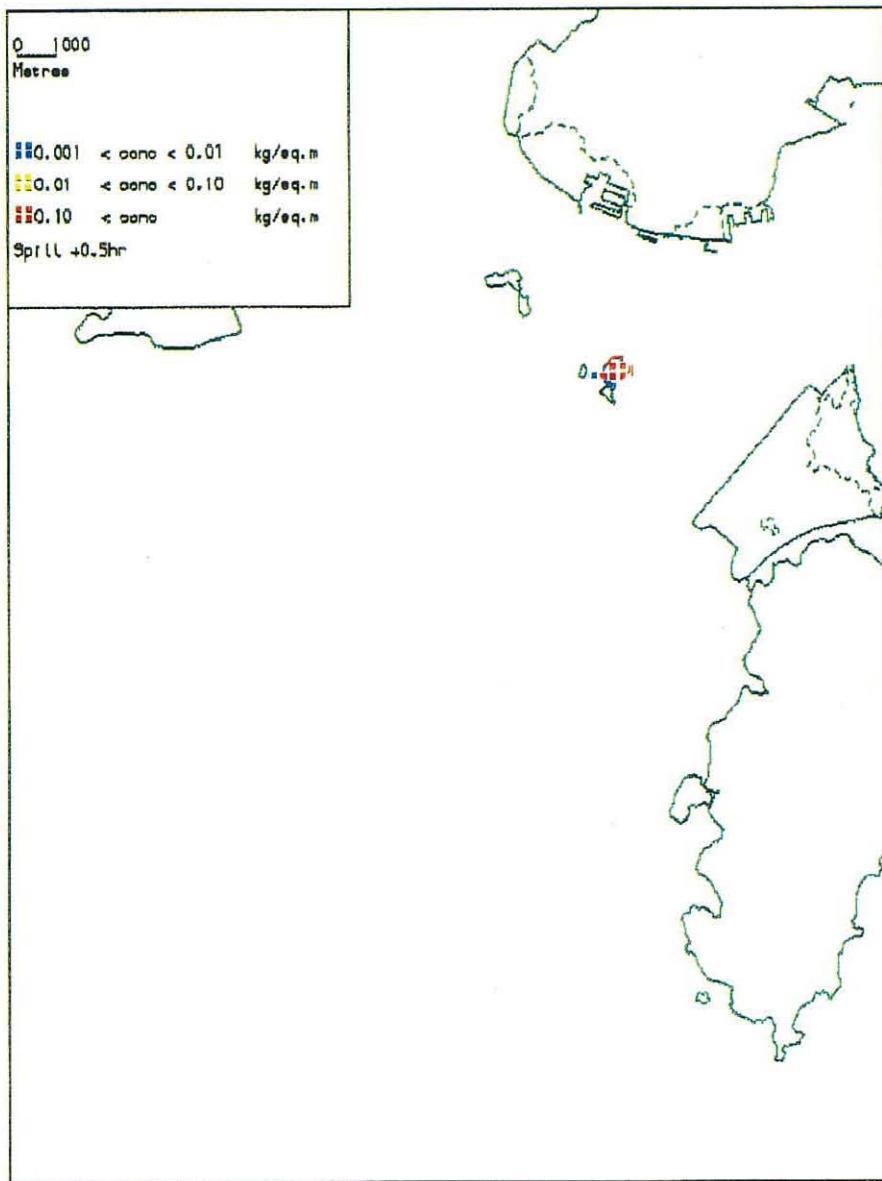 0 1000
Metres
0.001 < conc < 0.01 kg/sq.m
0.01 < conc < 0.10 kg/sq.m
0.10 < conc kg/sq.m
Spill +0.5hr